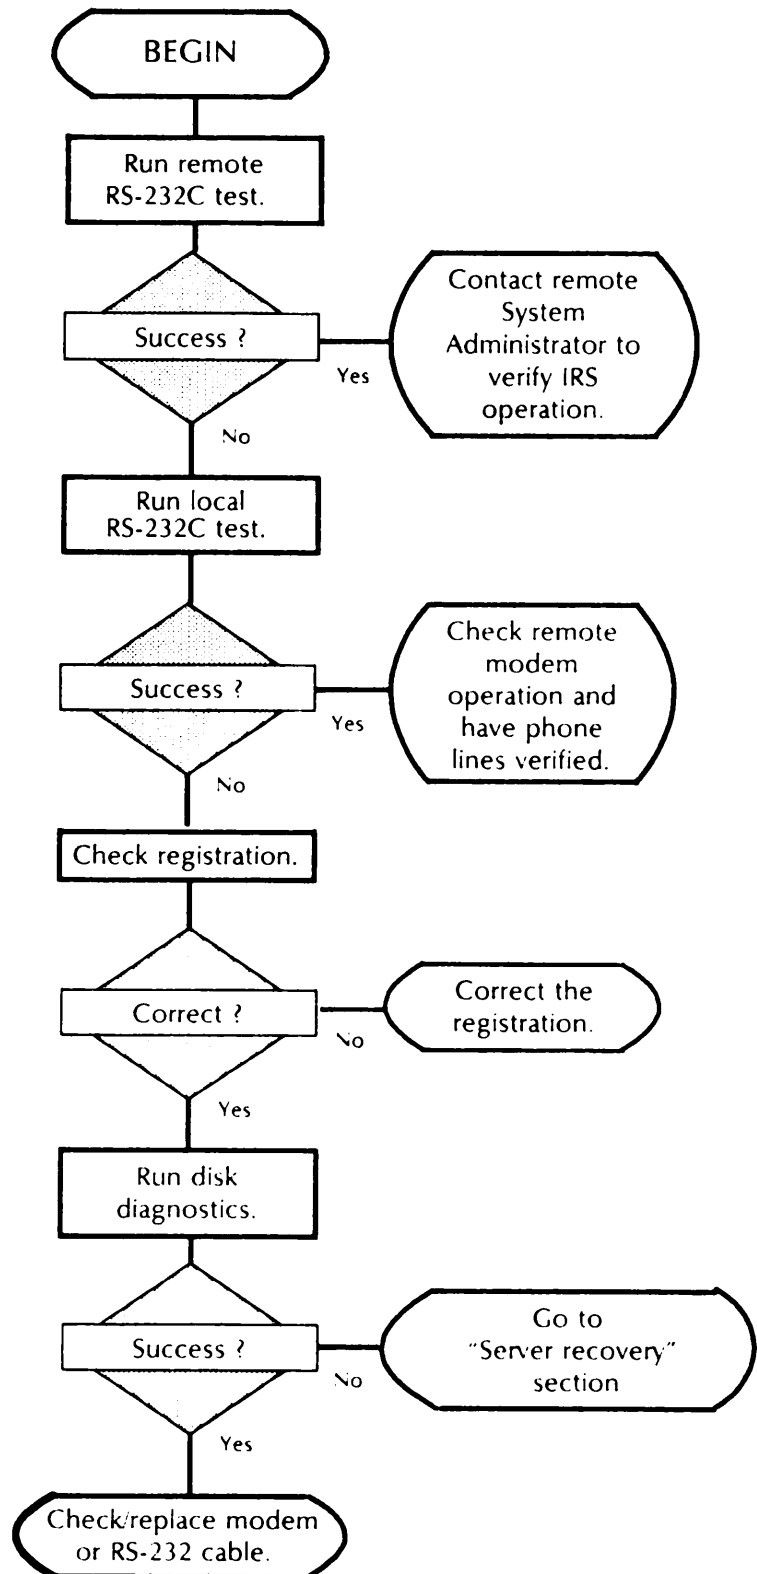 BEGIN
Run remote
RS-232C test.
Success ?
Yes
Contact remote
System
Administrator to
verify IRS
operation.
No
Run local
RS-232C test.
Success ?
Yes
Check remote
modem
operation and
have phone
lines verified.
No
Check registration.
Correct ?
No
Correct the
registration.
Yes
Run disk
diagnostics.
Success ?
No
Go to
"Server recovery"
section
Yes
Check/replace modem
or RS-232 cable.